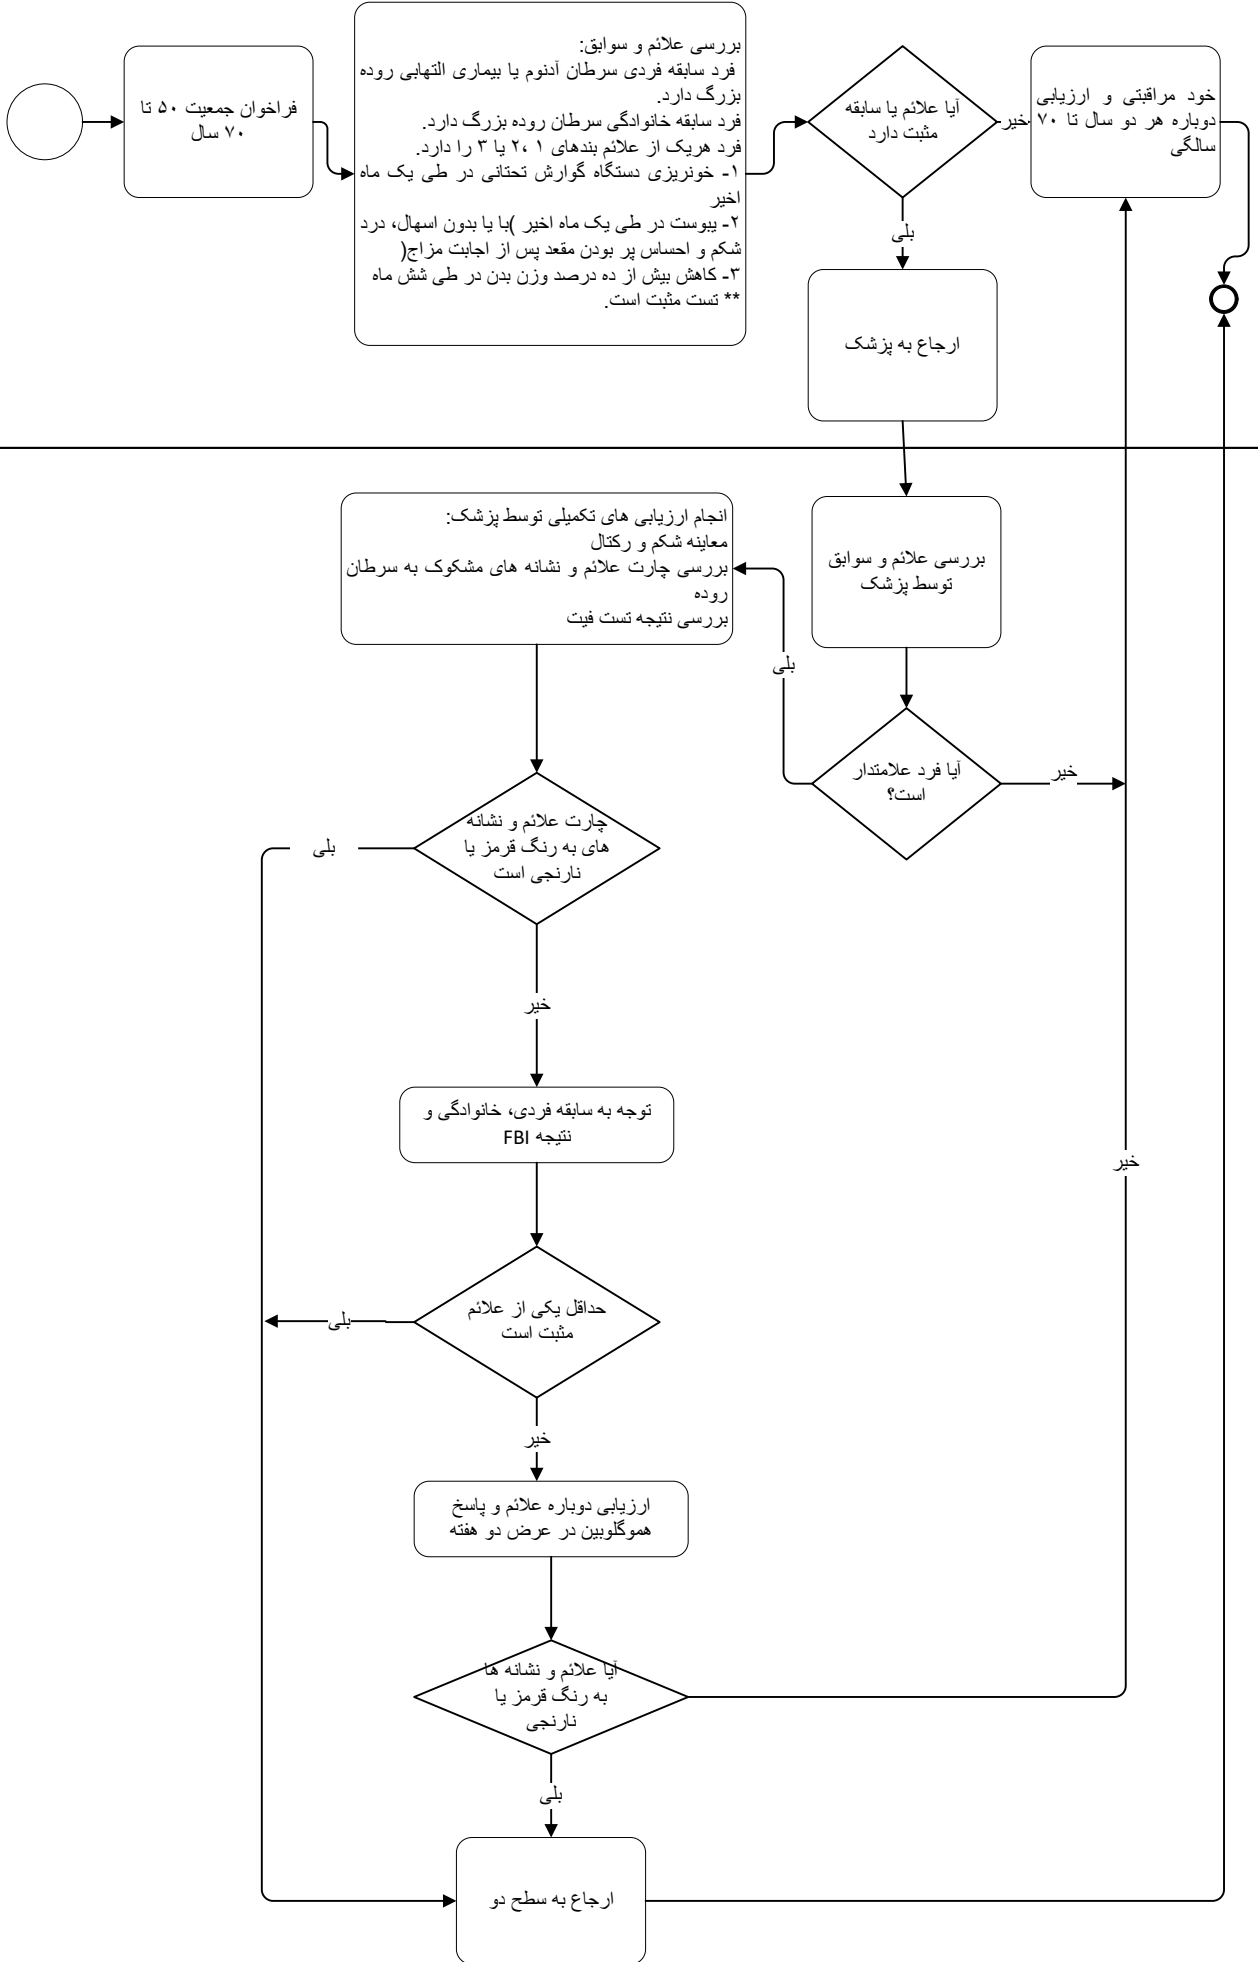 فراخوان جمعیت ۵۰ تا
۷۰ سال
بررسی علائم و سوابق:
فرد سابقه فردی سرطان آدنوم یا بیماری التهابی روده
بزرگ دارد.
فرد سابقه خانوادگی سرطان روده بزرگ دارد.
فرد هریک از علائم بندهای ۱ ،۲ یا ۳ را دارد.
۱- خونریزی دستگاه گوارش تحتانی در طی یک ماه
اخیر
۲- یبوست در طی یک ماه اخیر )با یا بدون اسهال، درد
شکم و احساس پر بودن مقعد پس از اجابت مزاج(
۳- کاهش بیش از ده درصد وزن بدن در طی شش ماه
** تست مثبت است.
آیا علائم یا سابقه
مثبت دارد
خیر
خود مراقبتی و ارزیابی
دوباره هر دو سال تا ۷۰
سالگی
بلی
ارجاع به پزشک
بررسی علائم و سوابق
توسط پزشک
انجام ارزیابی های تکمیلی توسط پزشک:
معاینه شکم و رکتال
بررسی چارت علائم و نشانه های مشکوک به سرطان
روده
بررسی نتیجه تست فیت
بلی
آیا فرد علامتدار
است؟
خیر
چارت علائم و نشانه
های به رنگ قرمز یا
نارنجی است
بلی
خیر
توجه به سابقه فردی، خانوادگی و
نتیجه FBI
خیر
حداقل یکی از علائم
مثبت است
بلی
خیر
ارزیابی دوباره علائم و پاسخ
هموگلوبین در عرض دو هفته
آیا علائم و نشانه ها
به رنگ قرمز یا
نارنجی
بلی
ارجاع به سطح دو